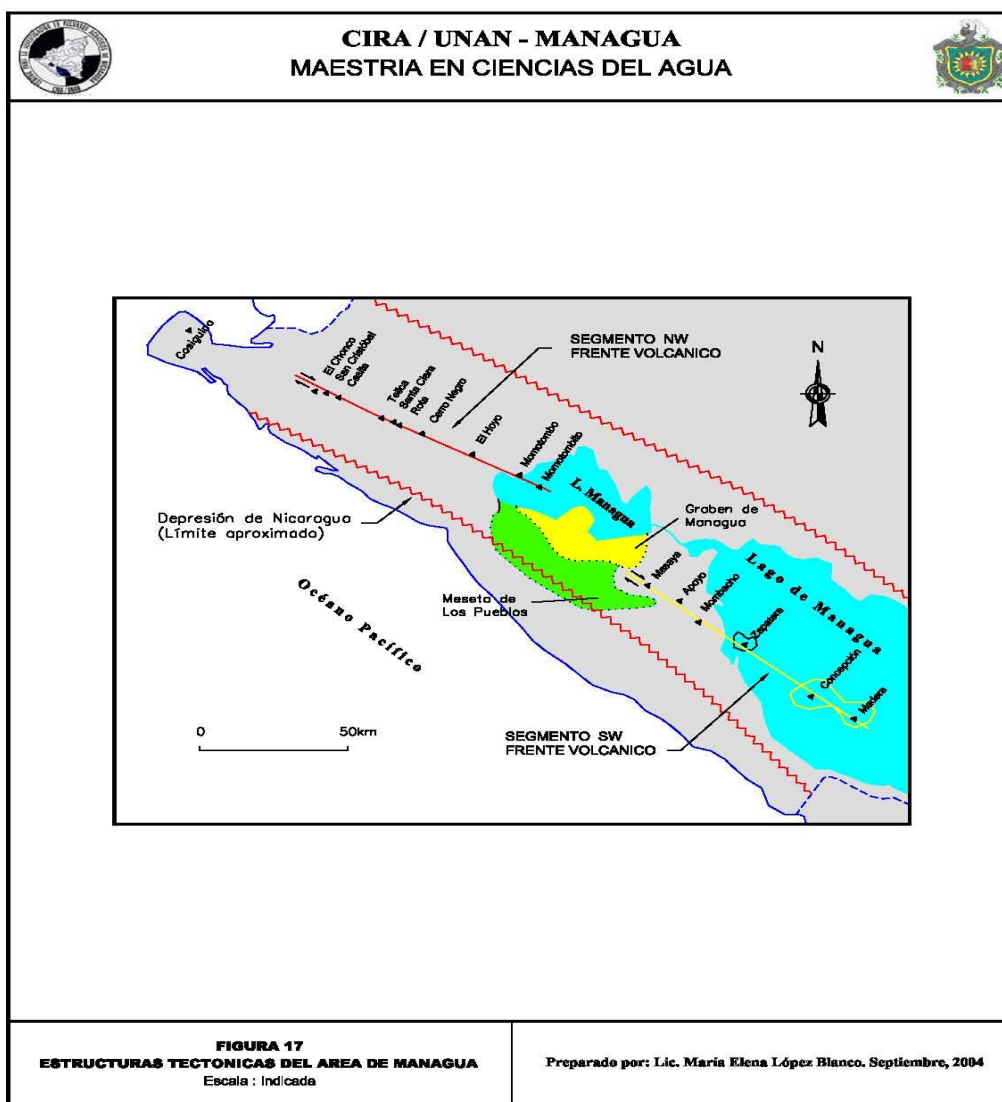 CIRA / UNAN - MANAGUA
MAESTRIA EN CIENCIAS DEL AGUA
Cosiguipo
El Chonco
San Cristóbal
Casita
Telica
Santa Clara
Rota
Cerro Negro
El Hoyo
Momotombo
Momotombito
SEGMENTO NW
FRENTE VOLCANICO
N
L. Managua
Graben de
Managua
Depresión de Nicaragua
(Límite aproximado)
Masaya
Apoyo
Mombacho
Lago de Managua
Meseta de
Los Pueblos
Zapatera
Océano Pacífico
Concepción
Madera
0 50km
SEGMENTO SW
FRENTE VOLCANICO
FIGURA 17
ESTRUCTURAS TECTONICAS DEL AREA DE MANAGUA
Escala : Indicada
Preparado por: Lic. María Elena López Blanco. Septiembre, 2004